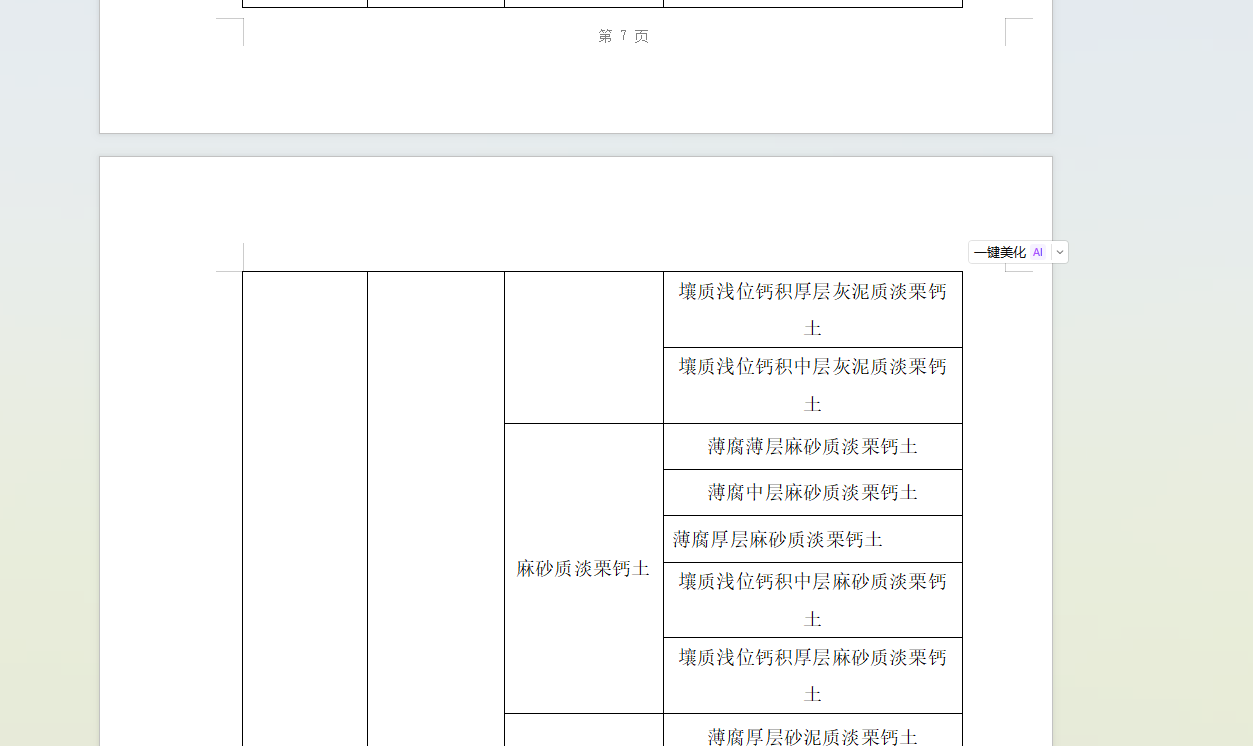 第 7 页
一键美化 AI
壤质浅位钙积厚层灰泥质淡栗钙
土
壤质浅位钙积中层灰泥质淡栗钙
土
薄腐薄层麻砂质淡栗钙土
薄腐中层麻砂质淡栗钙土
薄腐厚层麻砂质淡栗钙土
麻砂质淡栗钙土
壤质浅位钙积中层麻砂质淡栗钙
土
壤质浅位钙积厚层麻砂质淡栗钙
土
薄腐厚层砂泥质淡栗钙土